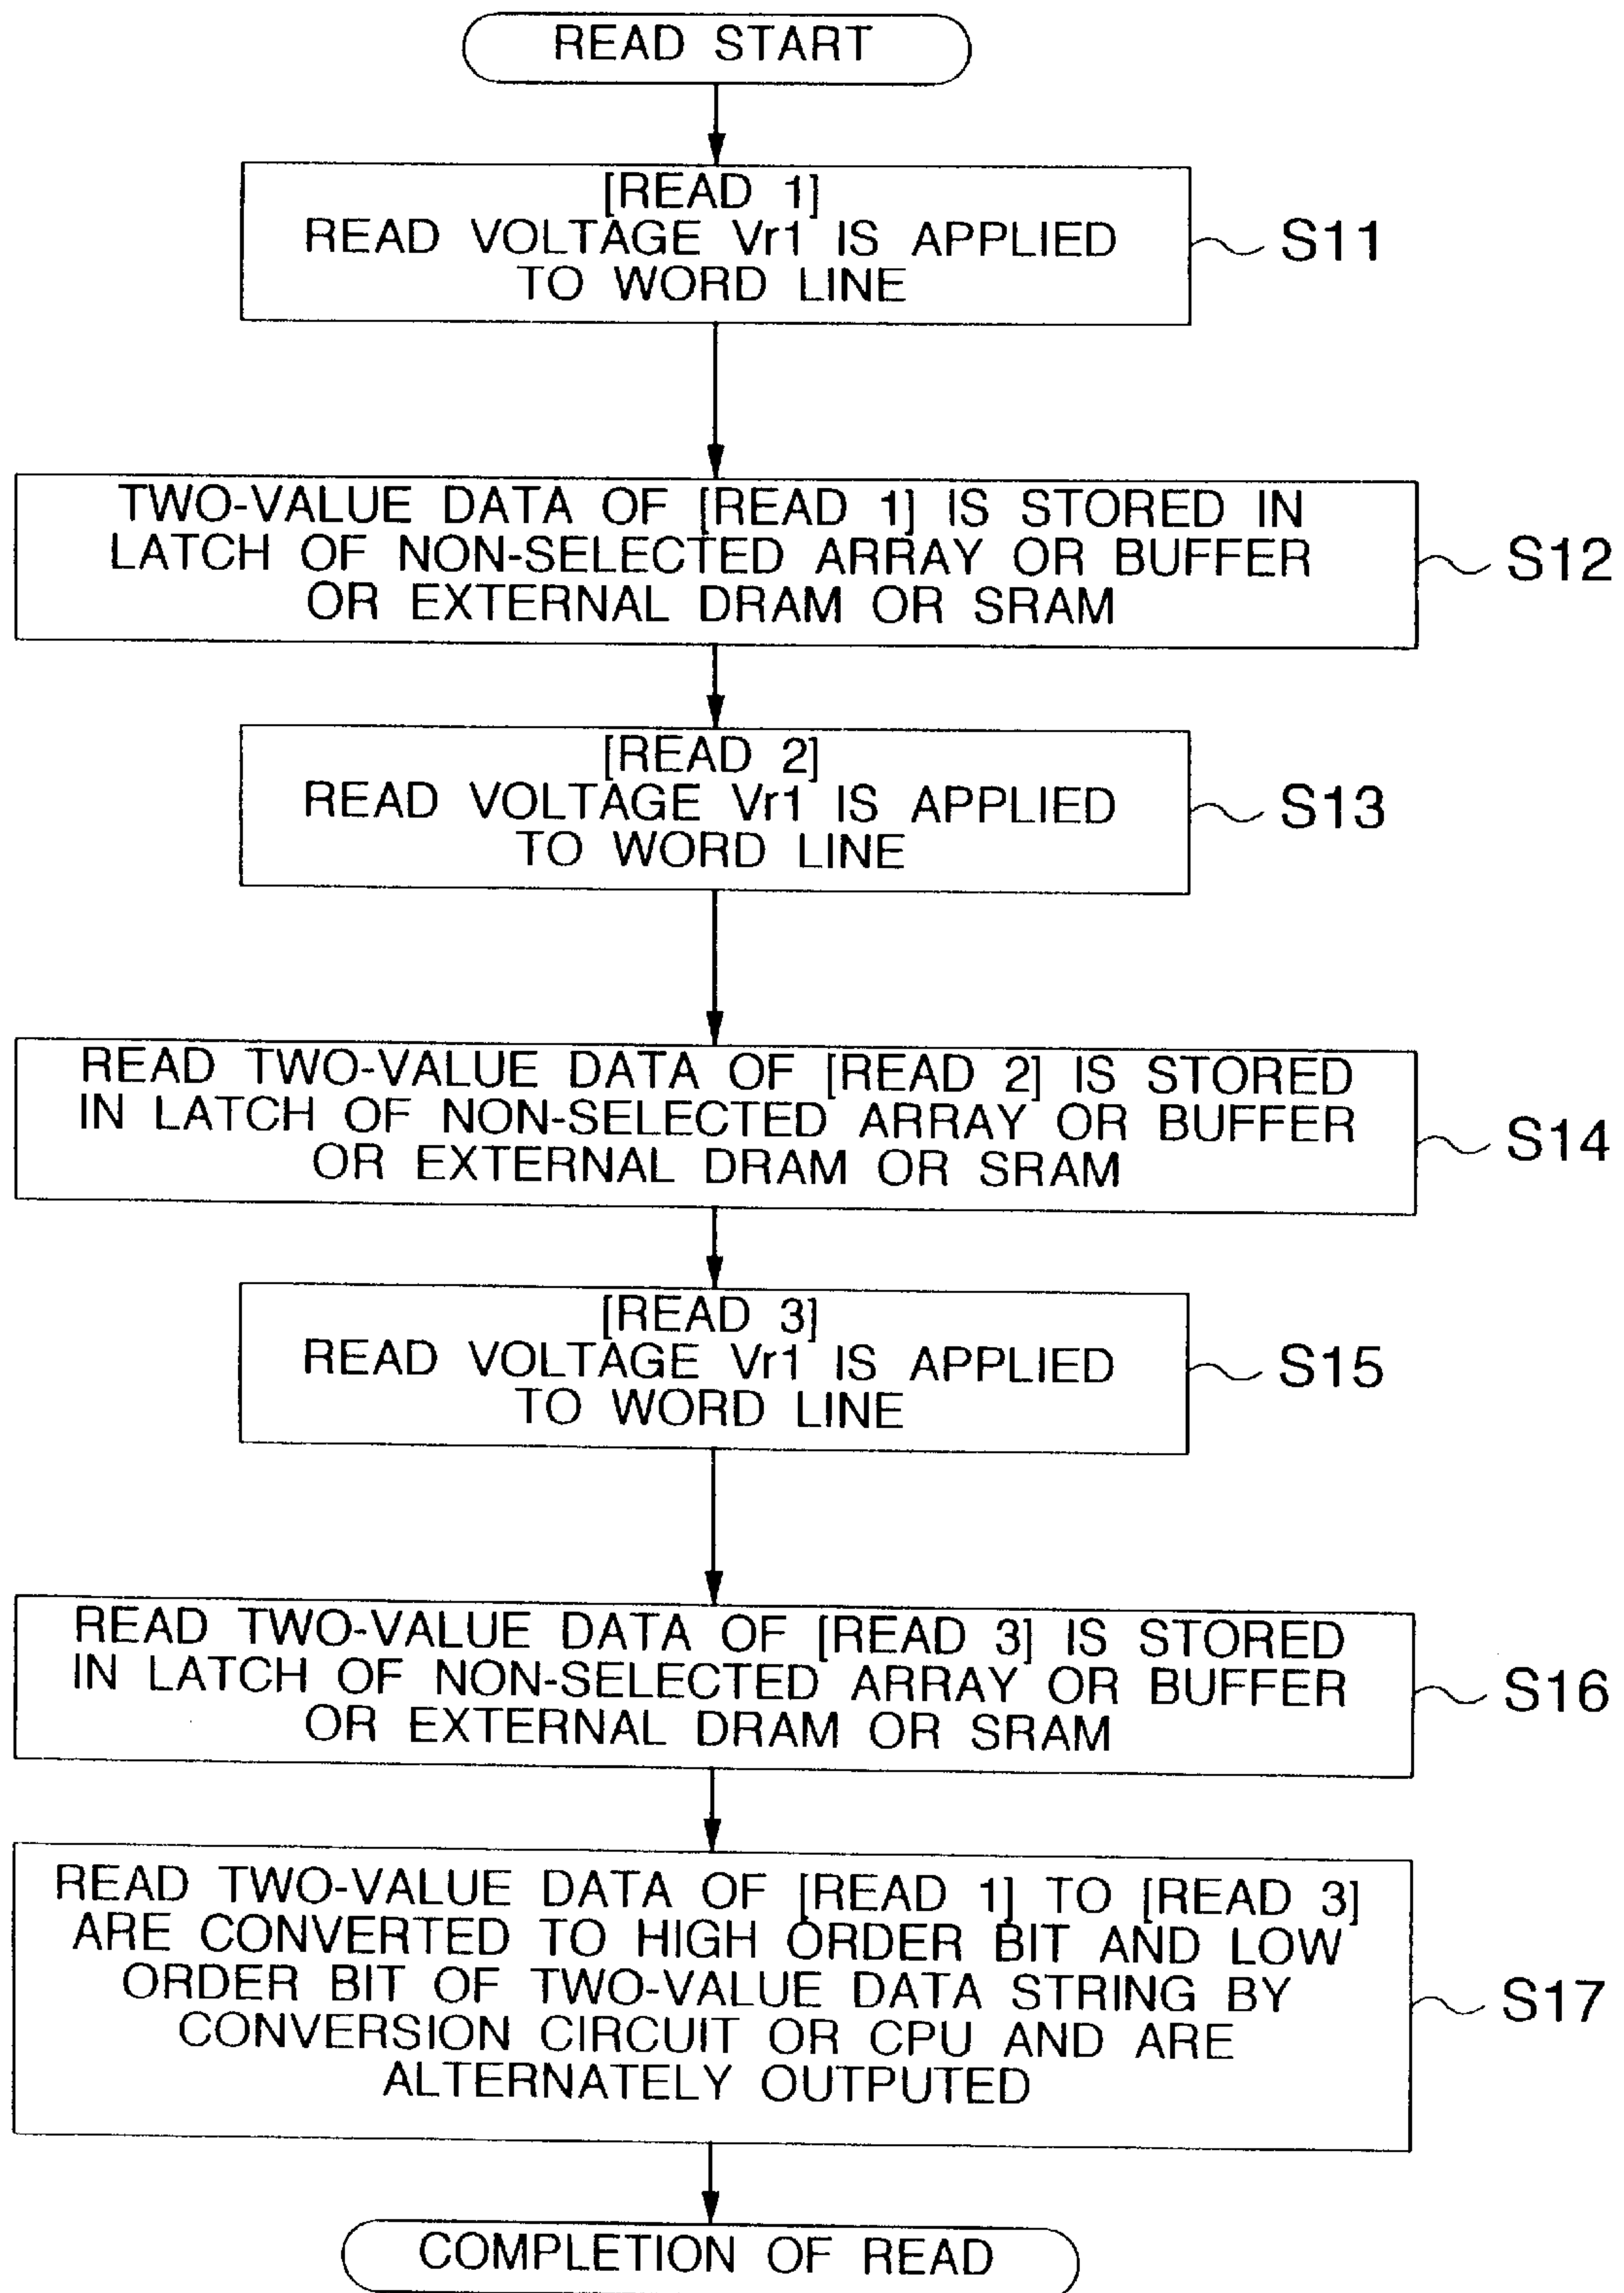 READ START
[READ 1]
READ VOLTAGE Vr1 IS APPLIED
TO WORD LINE
S11
TWO-VALUE DATA OF [READ 1] IS STORED IN
LATCH OF NON-SELECTED ARRAY OR BUFFER
OR EXTERNAL DRAM OR SRAM
S12
[READ 2]
READ VOLTAGE Vr1 IS APPLIED
TO WORD LINE
S13
READ TWO-VALUE DATA OF [READ 2] IS STORED
IN LATCH OF NON-SELECTED ARRAY OR BUFFER
OR EXTERNAL DRAM OR SRAM
S14
[READ 3]
READ VOLTAGE Vr1 IS APPLIED
TO WORD LINE
S15
READ TWO-VALUE DATA OF [READ 3] IS STORED
IN LATCH OF NON-SELECTED ARRAY OR BUFFER
OR EXTERNAL DRAM OR SRAM
S16
READ TWO-VALUE DATA OF [READ 1] TO [READ 3]
ARE CONVERTED TO HIGH ORDER BIT AND LOW
ORDER BIT OF TWO-VALUE DATA STRING BY
CONVERSION CIRCUIT OR CPU AND ARE
ALTERNATELY OUTPUTED
S17
COMPLETION OF READ